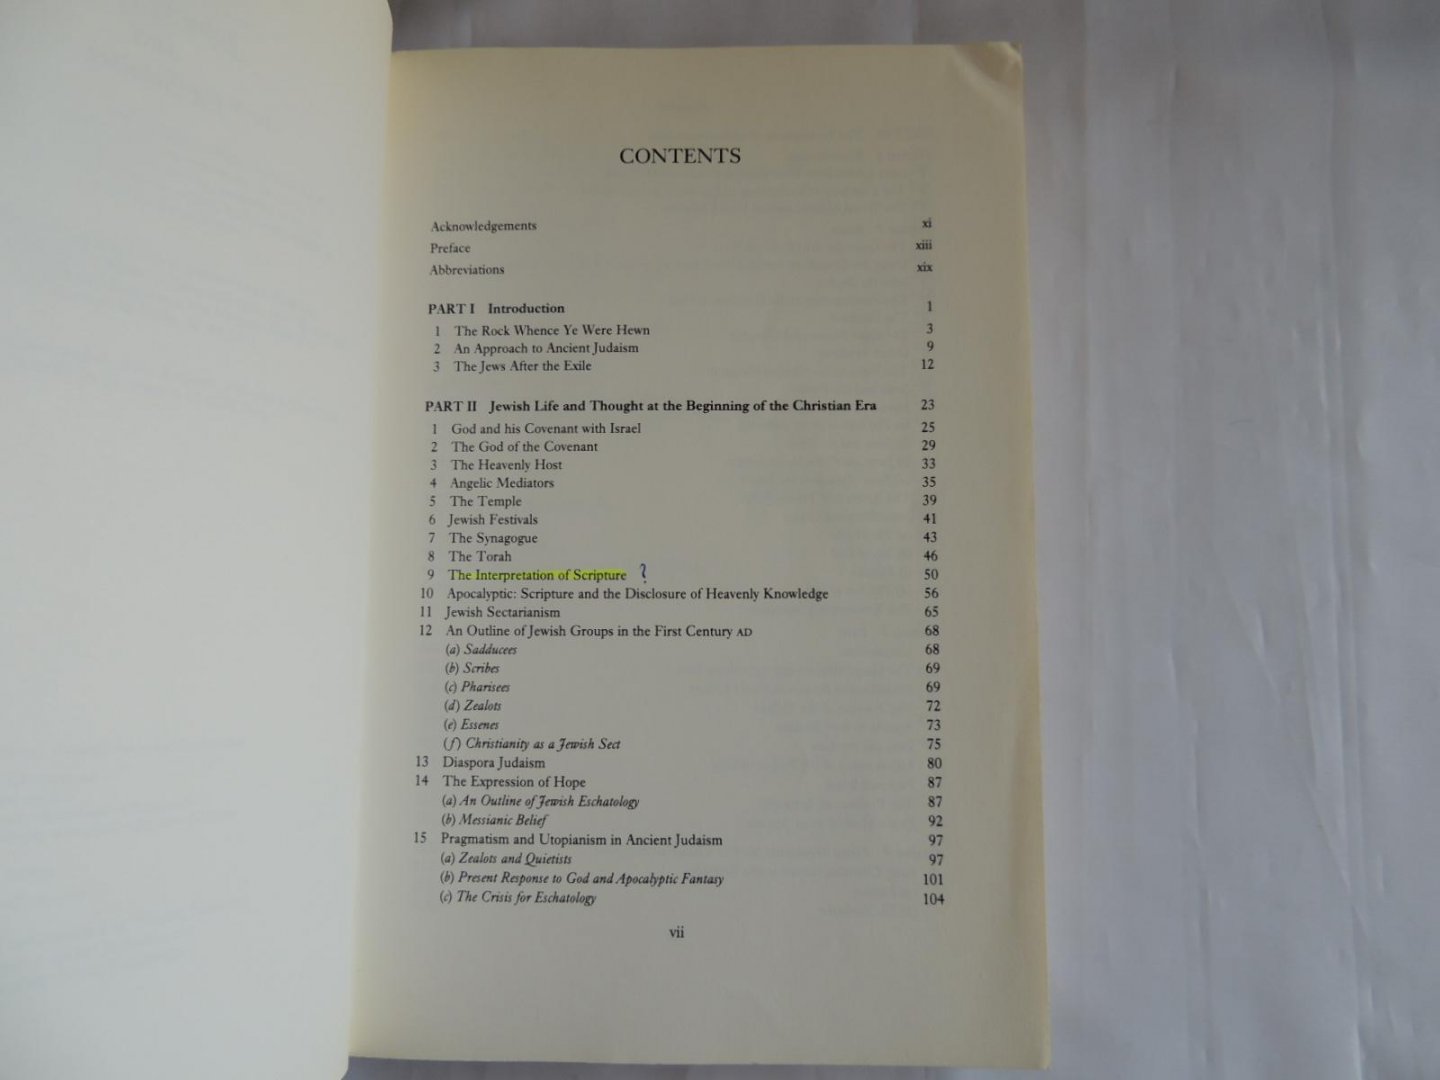 CONTENTS
Acknowledgements xi
Preface xiii
Abbreviations xix
PART I Introduction 1
1 The Rock Whence Ye Were Hewn 3
2 An Approach to Ancient Judaism 9
3 The Jews After the Exile 12
PART II Jewish Life and Thought at the Beginning of the Christian Era 23
1 God and his Covenant with Israel 25
2 The God of the Covenant 29
3 The Heavenly Host 33
4 Angelic Mediators 35
5 The Temple 39
6 Jewish Festivals 41
7 The Synagogue 43
8 The Torah 46
9 The Interpretation of Scripture ? 50
10 Apocalyptic: Scripture and the Disclosure of Heavenly Knowledge 56
11 Jewish Sectarianism 65
12 An Outline of Jewish Groups in the First Century AD 68
(a) Sadducees 68
(b) Scribes 69
(c) Pharisees 69
(d) Zealots 72
(e) Essenes 73
(f) Christianity as a Jewish Sect 75
13 Diaspora Judaism 80
14 The Expression of Hope 87
(a) An Outline of Jewish Eschatology 87
(b) Messianic Belief 92
15 Pragmatism and Utopianism in Ancient Judaism 97
(a) Zealots and Quietists 97
(b) Present Response to God and Apocalyptic Fantasy 101
(c) The Crisis for Eschatology 104
vii